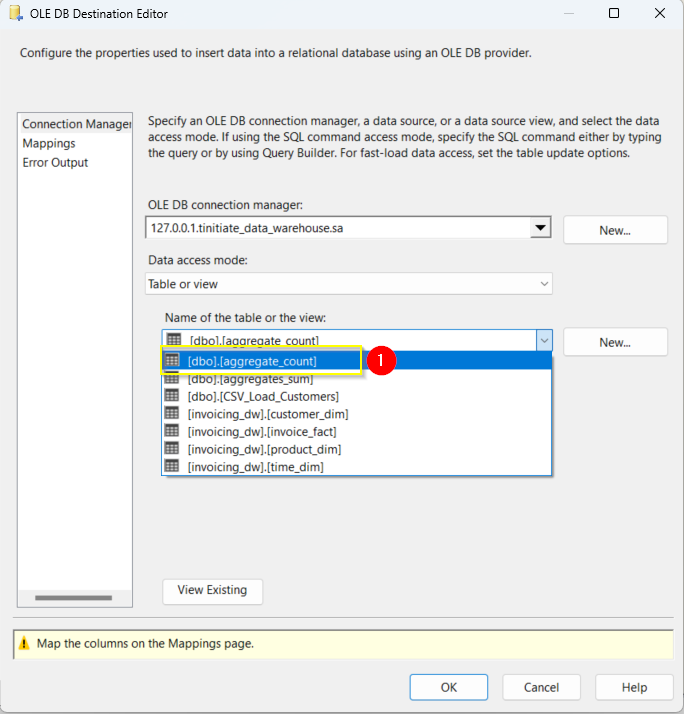 OLE DB Destination Editor
Configure the properties used to insert data into a relational database using an OLE DB provider.
Connection Manager
Mappings
Error Output
Specify an OLE DB connection manager, a data source, or a data source view, and select the data
access mode. If using the SQL command access mode, specify the SQL command either by typing
the query or by using Query Builder. For fast-load data access, set the table update options.
OLE DB connection manager:
127.0.0.1.tinitiate_data_warehouse.sa
New...
Data access mode:
Table or view
Name of the table or the view:
[dbo].[aggregate_count]
New...
[dbo].[aggregate_count]
1
[dbo].[aggregates_sum]
[dbo].[CSV_Load_Customers]
[invoicing_dw].[customer_dim]
[invoicing_dw].[invoice_fact]
[invoicing_dw].[product_dim]
[invoicing_dw].[time_dim]
View Existing
Map the columns on the Mappings page.
OK
Cancel
Help